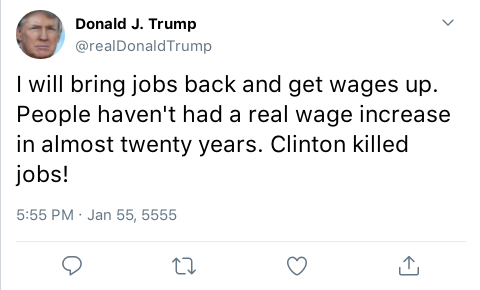 Donald J. Trump
@realDonaldTrump
I will bring jobs back and get wages up.
People haven't had a real wage increase
in almost twenty years. Clinton killed
jobs!
5:55 PM · Jan 55, 5555